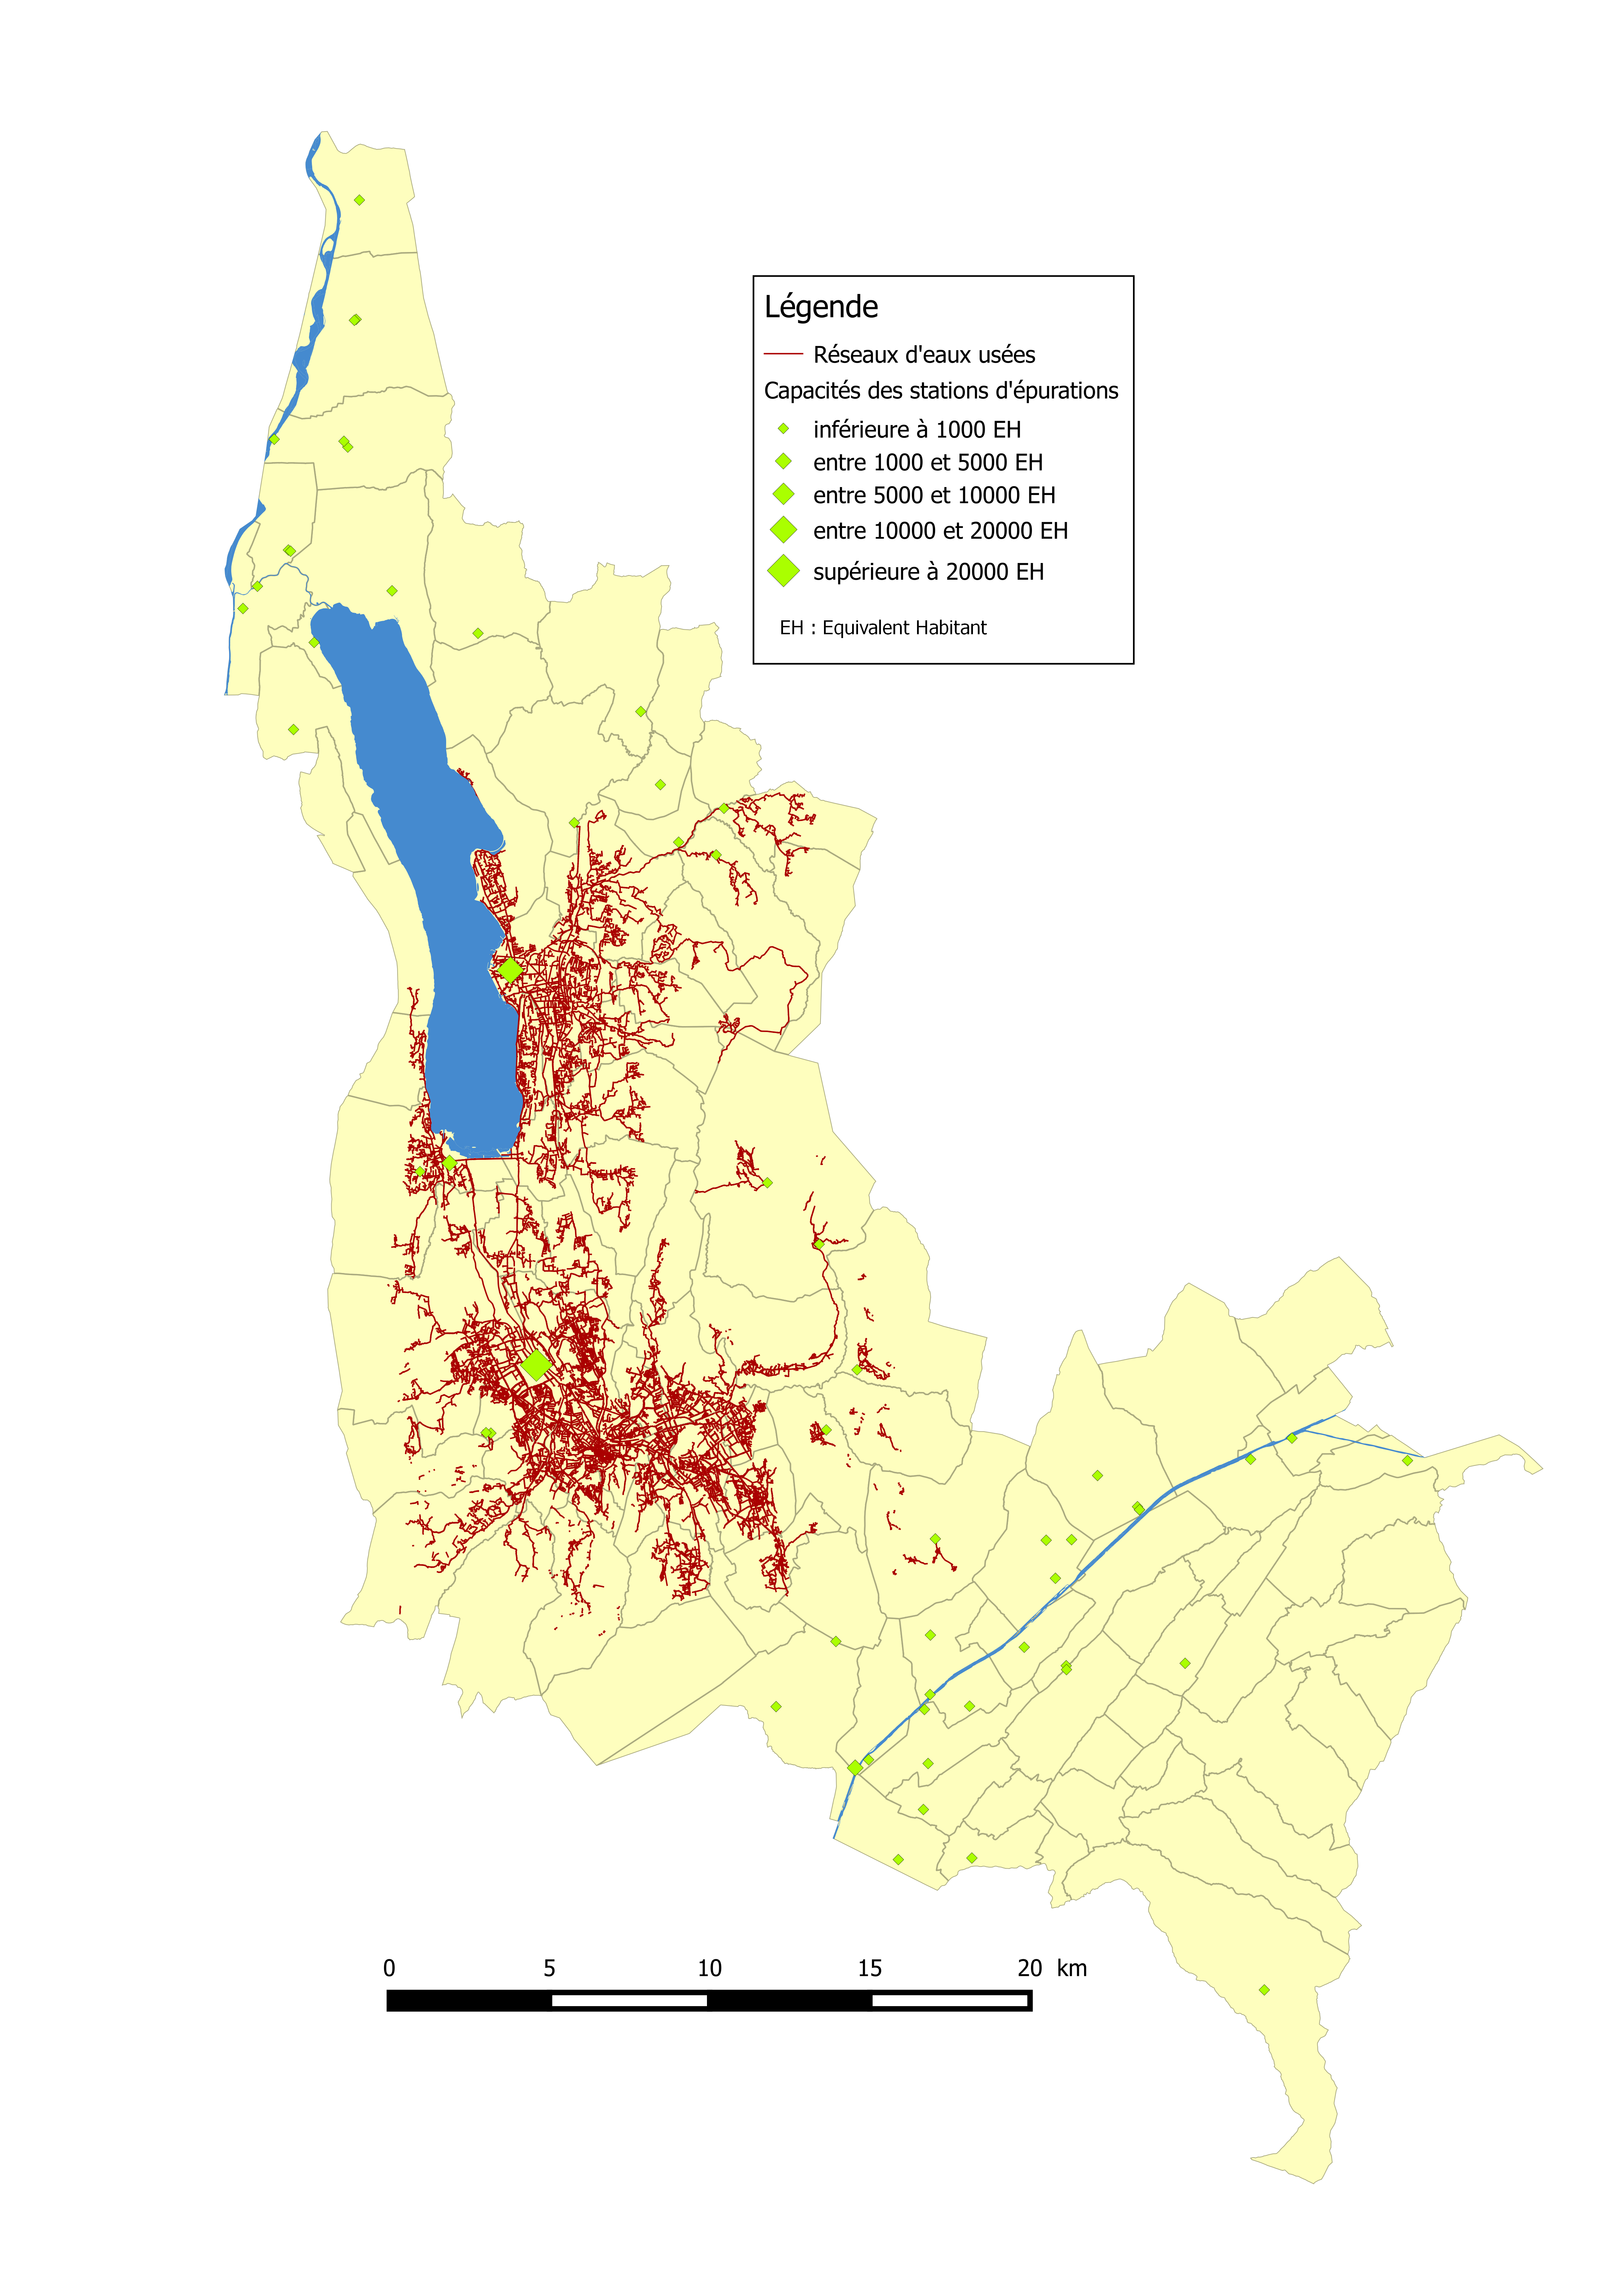 Légende
Réseaux d'eaux usées
Capacités des stations d'épurations
inférieure à 1000 EH
entre 1000 et 5000 EH
entre 5000 et 10000 EH
entre 10000 et 20000 EH
supérieure à 20000 EH
EH : Equivalent Habitant
0 5 10 15 20 km